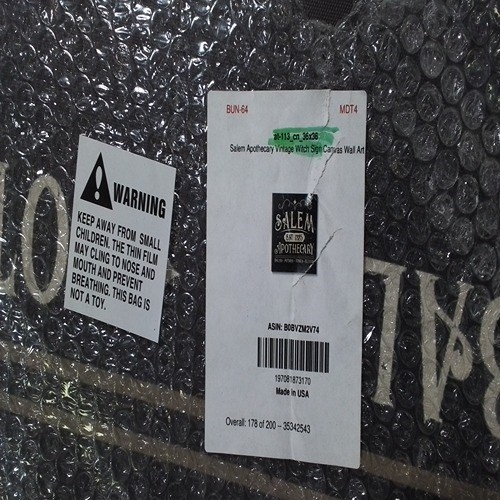 BUN-64
MDT4
Salem Apothecary Vintage Witch Sign Canvas Wall Art
SALEM
APOTHECARY
ASIN: B0BVZM2V74
197081873170
Made in USA
Overall: 178 of 200 -- 35342543
WARNING
KEEP AWAY FROM SMALL
CHILDREN. THE THIN FILM
MAY CLING TO NOSE AND
MOUTH AND PREVENT
BREATHING. THIS BAG IS
NOT A TOY.